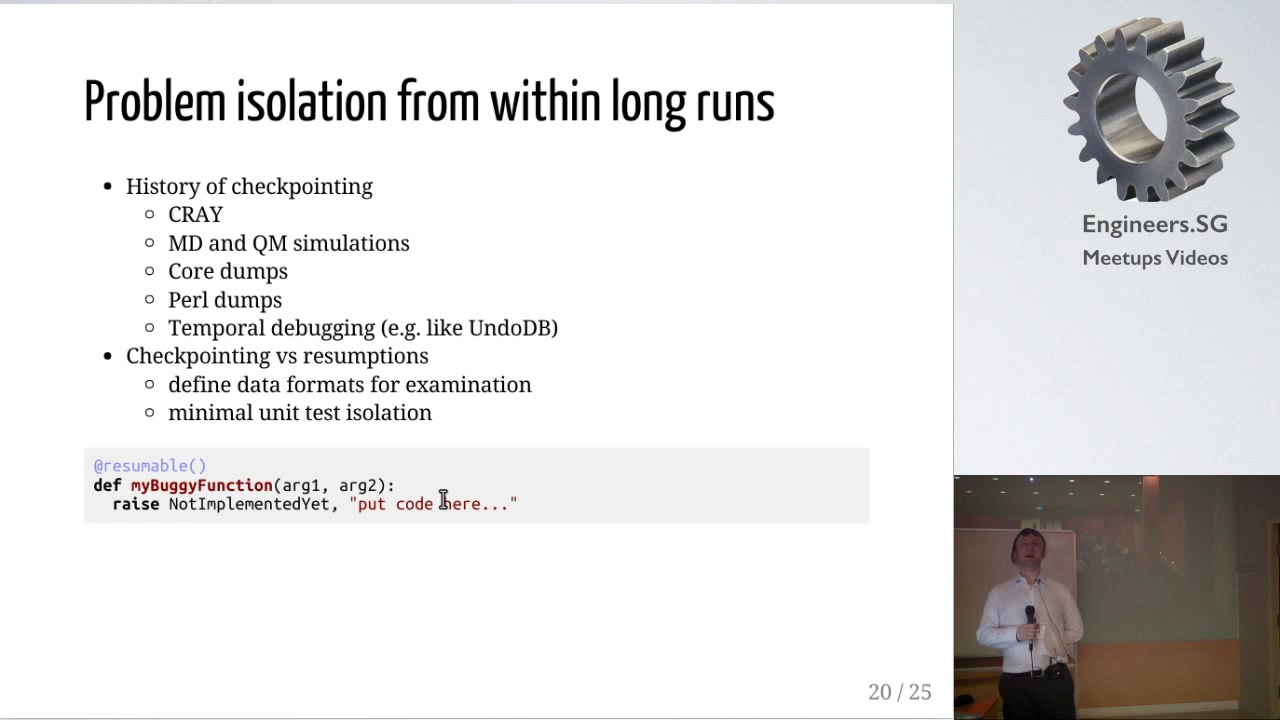 Problem isolation from within long runs
History of checkpointing
CRAY
MD and QM simulations
Core dumps
Perl dumps
Temporal debugging (e.g. like UndoDB)
Checkpointing vs resumptions
define data formats for examination
minimal unit test isolation
@resumable()
def myBuggyFunction(arg1, arg2):
raise NotImplementedYet, "put code here..."
20 / 25
Engineers.SG
Meetups Videos